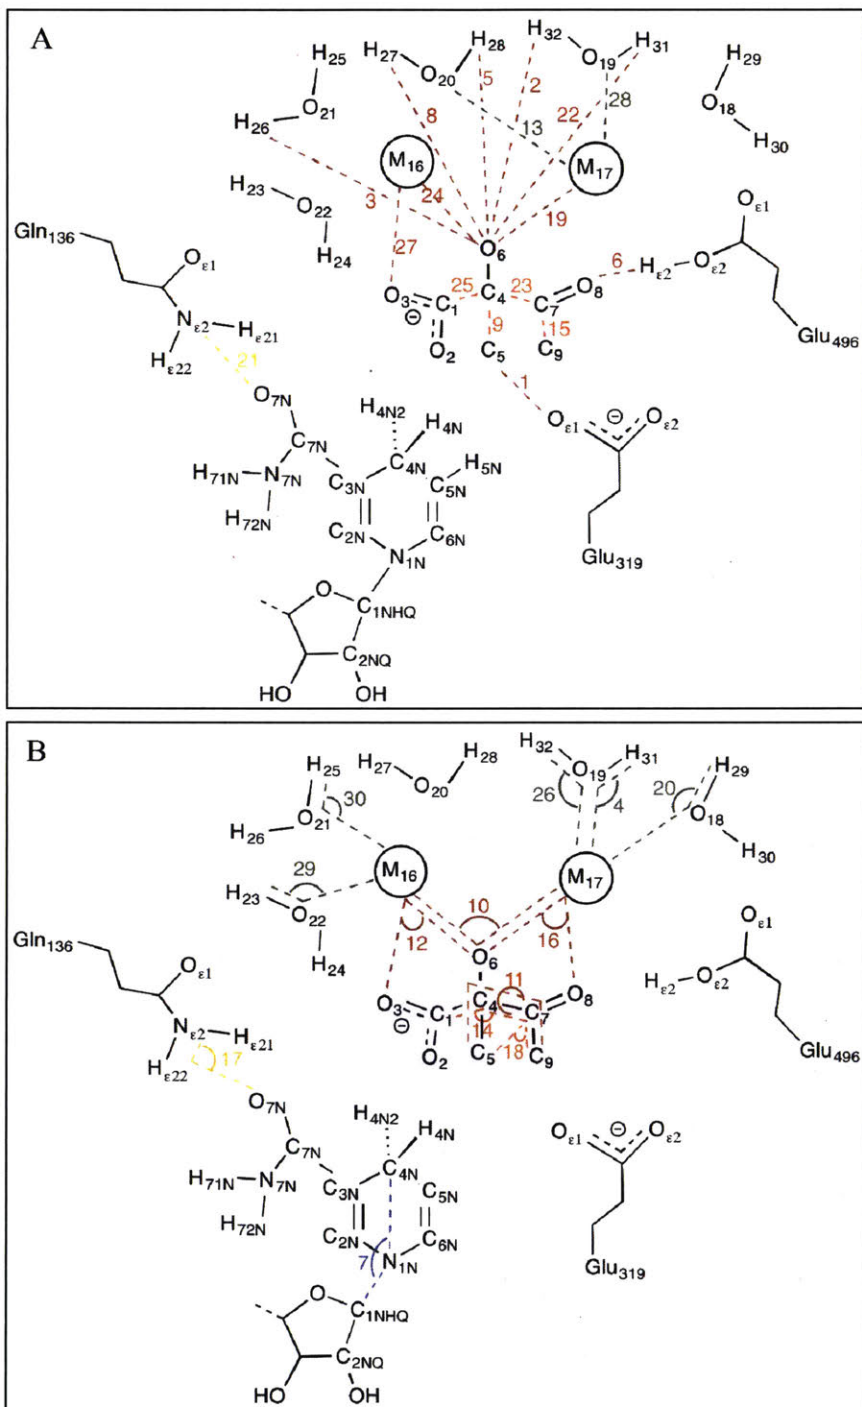 A
H32
H28
H31
H27
H25
O19
H29
O20
5
2
28
O21
22
O18
H26
8
13
H30
M16
M17
H23
3
24
O22
19
Oε1
Gln136
H24
27
O6
6
Hε2
Oε2
Oε1
O3
25
C4
23
O8
⊖
C1
C7
Nε2
Hε21
9
15
Glu496
O2
C5
C9
Hε22
21
1
O7N
H4N2
H4N
Oε1
⊖
Oε2
C7N
C4N
H5N
H71N
N7N
C3N
C5N
H72N
C2N
C6N
N1N
Glu319
O
C1NHQ
C2NQ
HO
OH
B
H32
H31
H25
H27
H28
O19
H29
O20
30
26
4
20
O21
O18
H26
H30
M16
M17
29
H23
10
O22
12
16
Oε1
Gln136
H24
O6
Oε1
11
Hε2
Oε2
O3
C4
O8
⊖
C1
C7
Nε2
Hε21
14
Glu496
O2
C5
18
C9
Hε22
17
O7N
H4N2
H4N
Oε1
⊖
Oε2
C7N
C4N
H71N
N7N
C3N
C5N
H72N
C2N
C6N
7
N1N
Glu319
O
C1NHQ
C2NQ
HO
OH